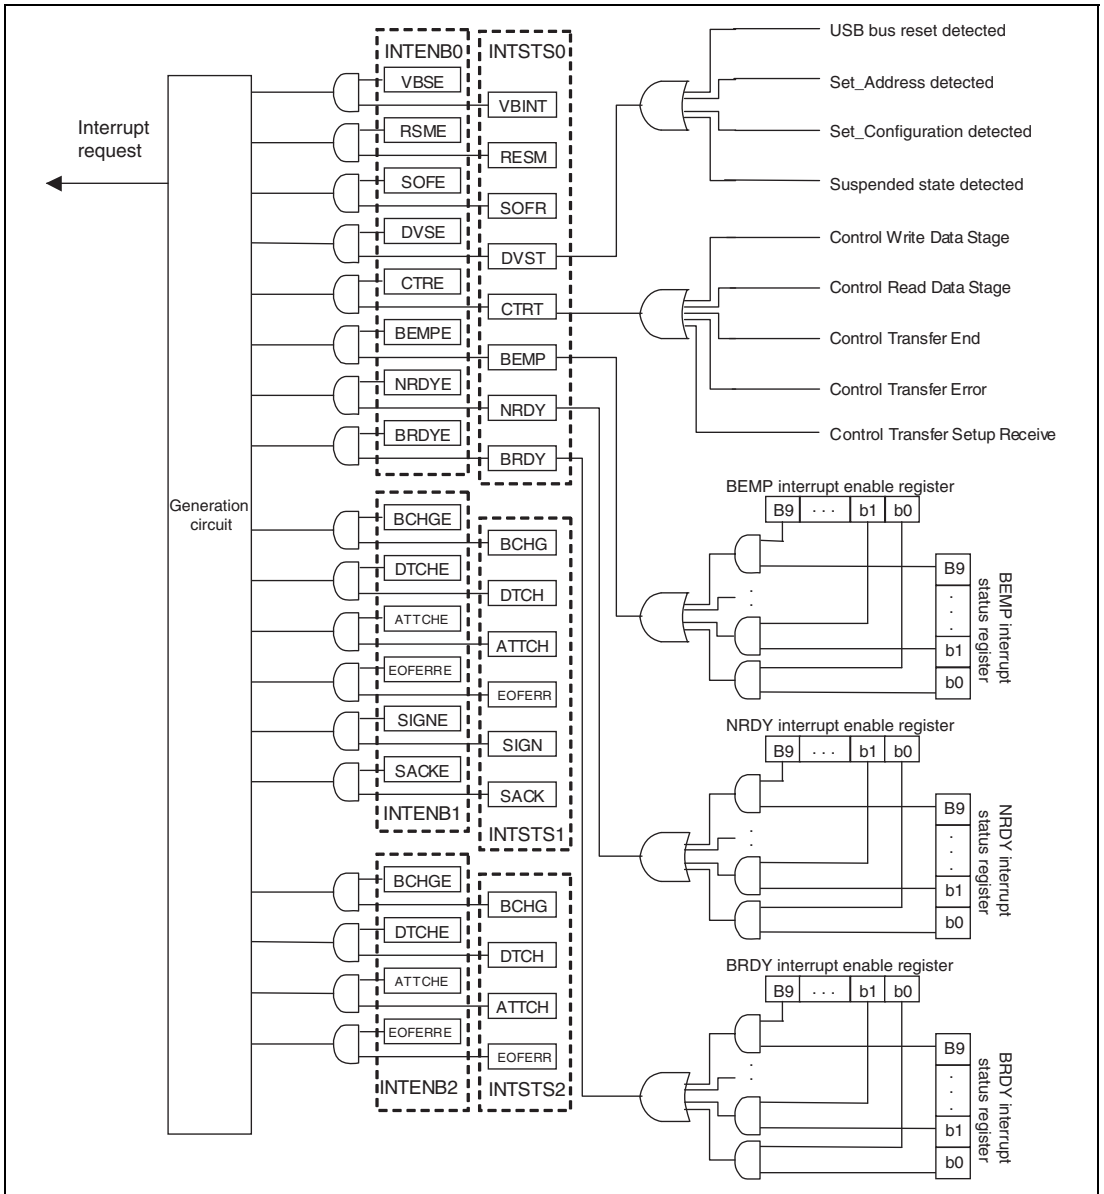 Interrupt
request
Generation
circuit
INTENB0
VBSE
RSME
SOFE
DVSE
CTRE
BEMPE
NRDYE
BRDYE
INTSTS0
VBINT
RESM
SOFR
DVST
CTRT
BEMP
NRDY
BRDY
BCHGE
DTCHE
ATTCHE
EOFERRE
SIGNE
SACKE
INTENB1
BCHG
DTCH
ATTCH
EOFERR
SIGN
SACK
INTSTS1
BCHGE
DTCHE
ATTCHE
EOFERRE
INTENB2
BCHG
DTCH
ATTCH
EOFERR
INTSTS2
USB bus reset detected
Set_Address detected
Set_Configuration detected
Suspended state detected
Control Write Data Stage
Control Read Data Stage
Control Transfer End
Control Transfer Error
Control Transfer Setup Receive
BEMP interrupt enable register
B9 · · · b1 b0
B9
b1
b0
BEMP interrupt
status register
NRDY interrupt enable register
B9 · · · b1 b0
B9
b1
b0
NRDY interrupt
status register
BRDY interrupt enable register
B9 · · · b1 b0
B9
b1
b0
BRDY interrupt
status register